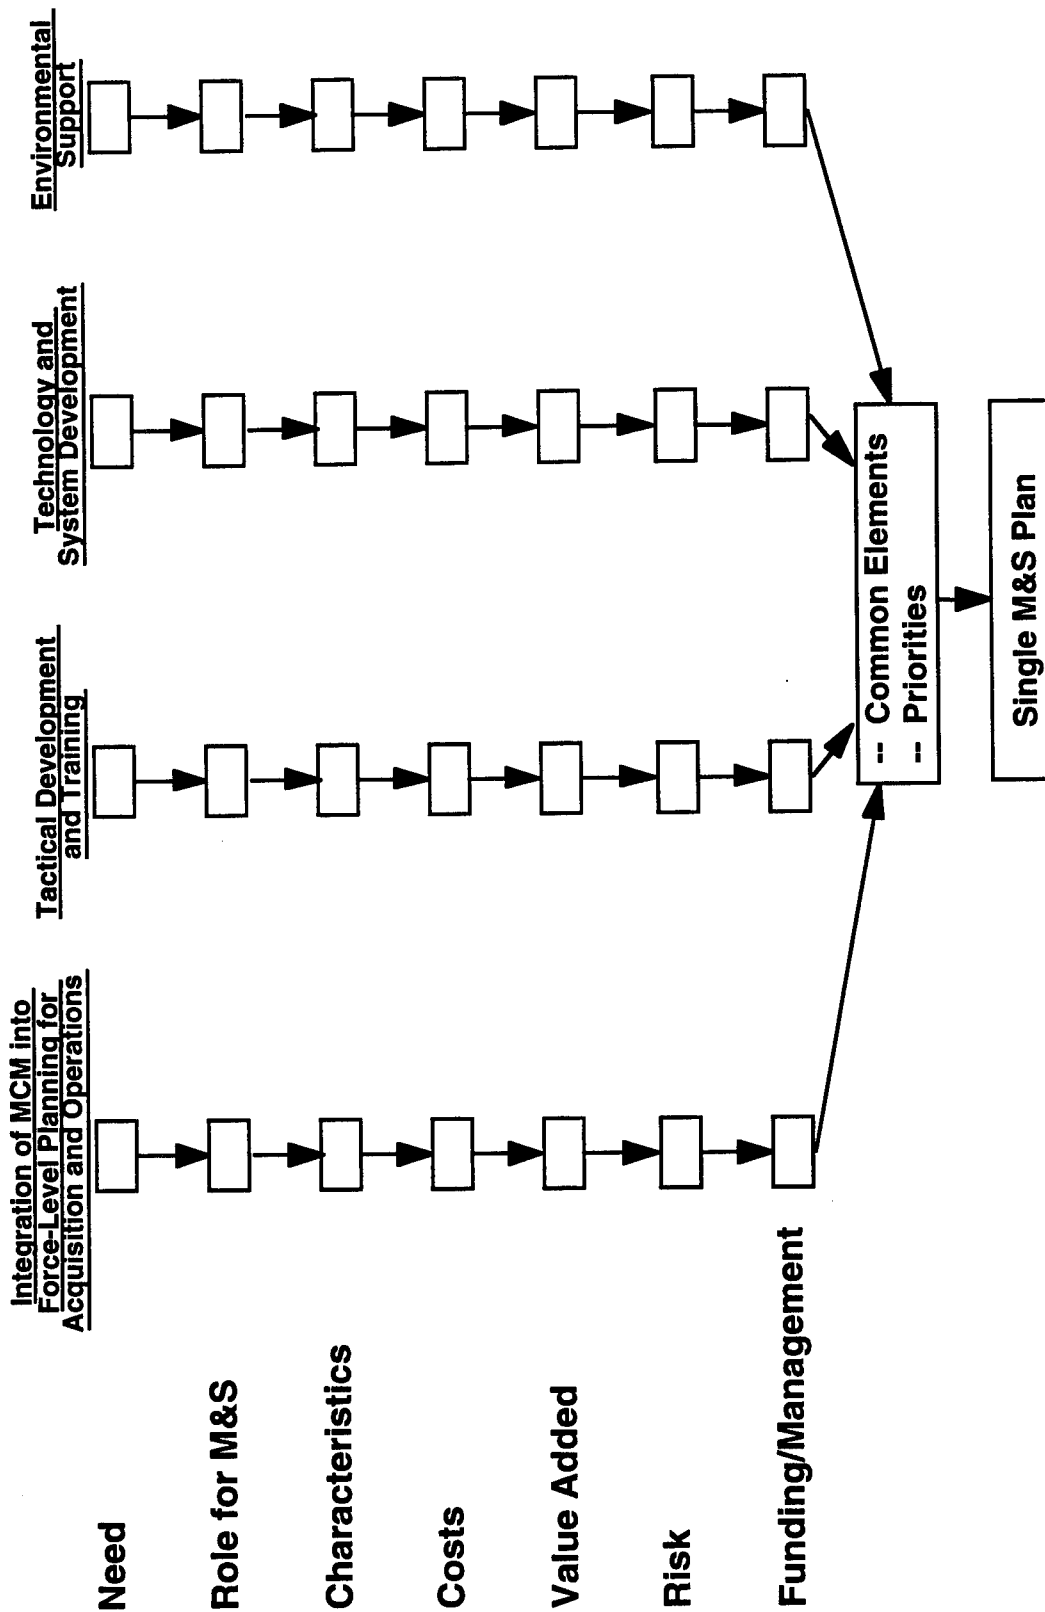 Integration of MCM into
Force-Level Planning for
Acquisition and Operations
Tactical Development
and Training
Technology and
System Development
Environmental
Support
Need
Role for M&S
Characteristics
Costs
Value Added
Risk
Funding/Management
-- Common Elements
-- Priorities
Single M&S Plan